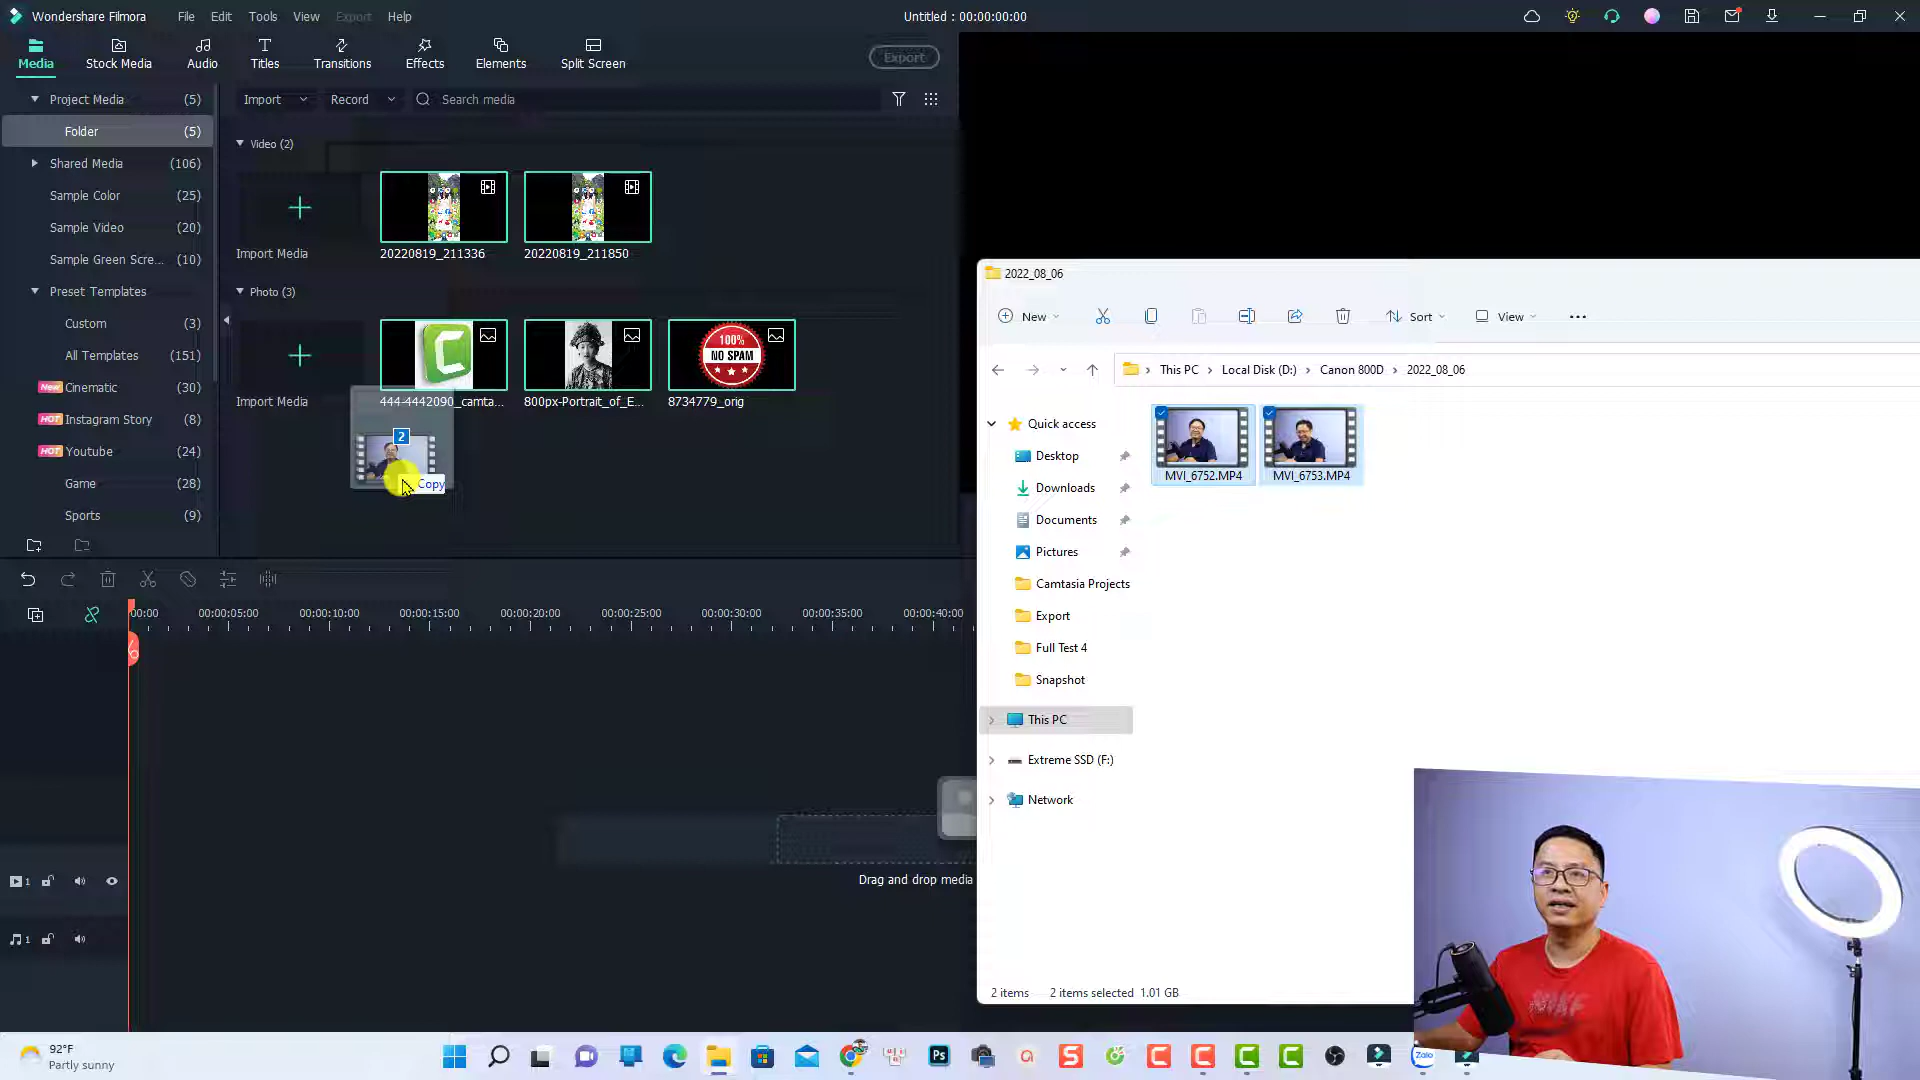 Wondershare Filmora
File Edit Tools View Export Help
Untitled : 00:00:00:00
Media Stock Media Audio Titles Transitions Effects Elements Split Screen
Export
Project Media (5)
Folder (5)
Shared Media (106)
Sample Color (25)
Sample Video (20)
Sample Green Scre... (10)
Preset Templates
Custom (3)
All Templates (151)
New Cinematic (30)
HOT Instagram Story (8)
HOT Youtube (24)
Game (28)
Sports (9)
Import Record Search media
Video (2)
Import Media 20220819_211336 20220819_211850
Photo (3)
100%
NO SPAM
Import Media 444-4442090_camta... 800px-Portrait_of_E... 8734779_orig
2
Copy
00:00 00:00:05:00 00:00:10:00 00:00:15:00 00:00:20:00 00:00:25:00 00:00:30:00 00:00:35:00 00:00:40:00
Drag and drop media
1
1
2022_08_06
New Sort View
This PC Local Disk (D:) Canon 800D 2022_08_06
Quick access
Desktop
Downloads
Documents
Pictures
Camtasia Projects
Export
Full Test 4
Snapshot
This PC
Extreme SSD (F:)
Network
MVI_6752.MP4 MVI_6753.MP4
2 items 2 items selected 1.01 GB
92°F
Partly sunny
Ps
Zalo